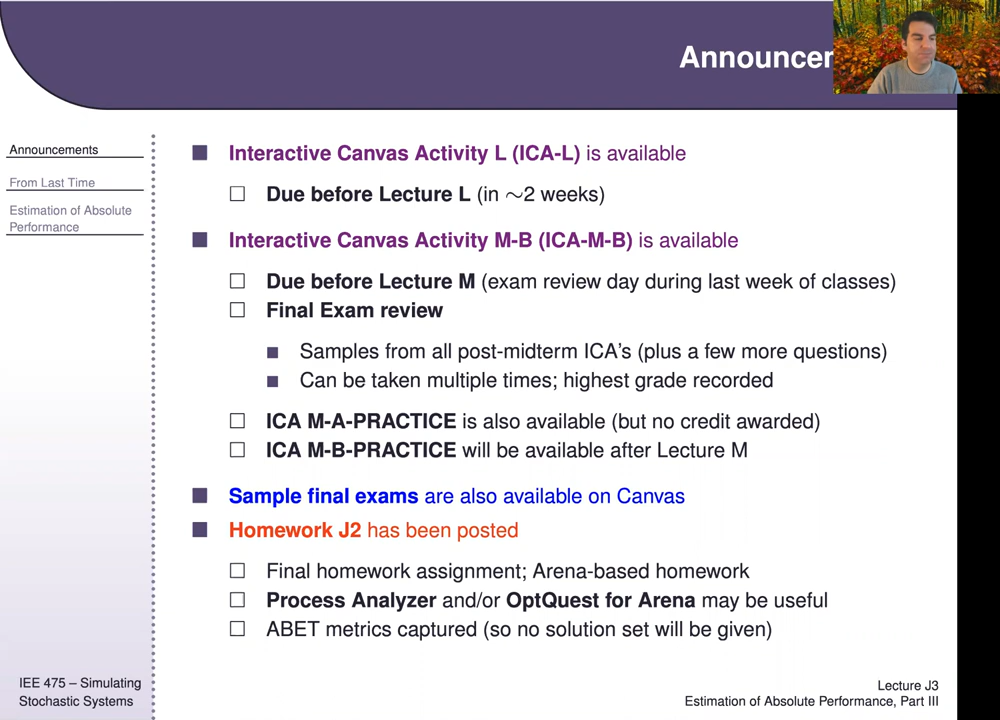 Announcer
Announcements
From Last Time
Estimation of Absolute
Performance
■ Interactive Canvas Activity L (ICA-L) is available
□ Due before Lecture L (in ∼2 weeks)
■ Interactive Canvas Activity M-B (ICA-M-B) is available
□ Due before Lecture M (exam review day during last week of classes)
□ Final Exam review
■ Samples from all post-midterm ICA's (plus a few more questions)
■ Can be taken multiple times; highest grade recorded
□ ICA M-A-PRACTICE is also available (but no credit awarded)
□ ICA M-B-PRACTICE will be available after Lecture M
■ Sample final exams are also available on Canvas
■ Homework J2 has been posted
□ Final homework assignment; Arena-based homework
□ Process Analyzer and/or OptQuest for Arena may be useful
□ ABET metrics captured (so no solution set will be given)
IEE 475 – Simulating
Stochastic Systems
Lecture J3
Estimation of Absolute Performance, Part III